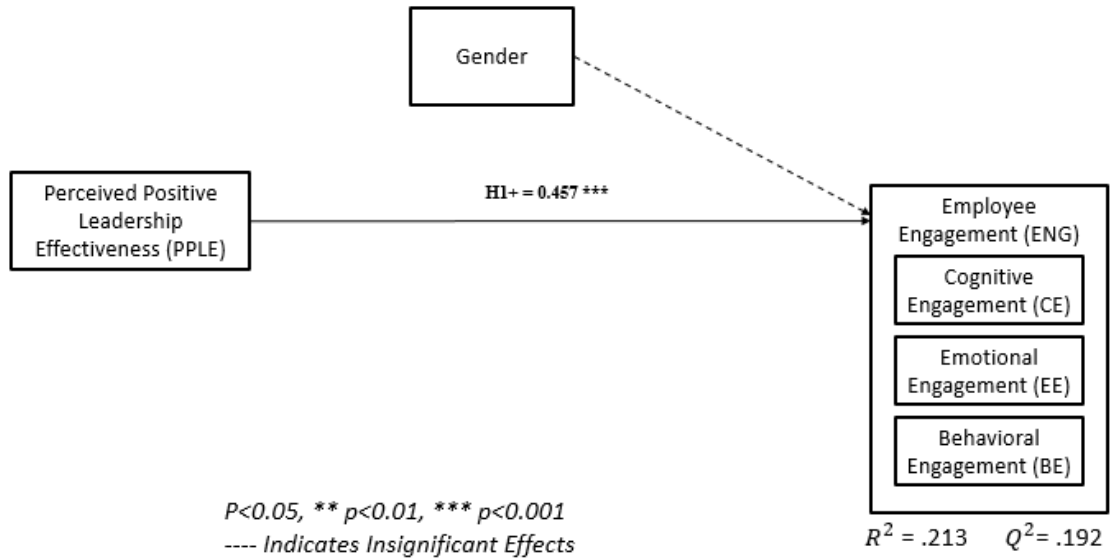 Gender
Perceived Positive
Leadership
Effectiveness (PPLE)
H1+ = 0.457 ***
Employee
Engagement (ENG)
Cognitive
Engagement (CE)
Emotional
Engagement (EE)
Behavioral
Engagement (BE)
P<0.05, ** p<0.01, *** p<0.001
---- Indicates Insignificant Effects
R² = .213 Q²= .192